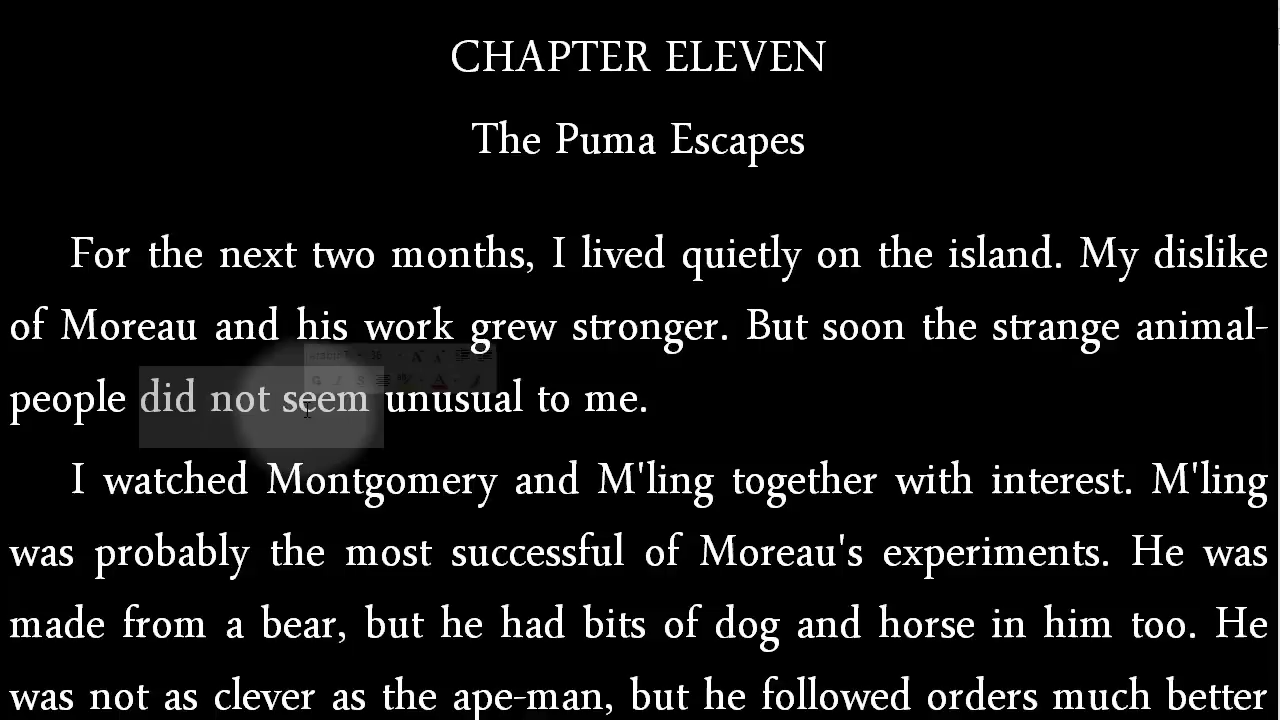 CHAPTER ELEVEN
The Puma Escapes
For the next two months, I lived quietly on the island. My dislike
of Moreau and his work grew stronger. But soon the strange animal-
people did not seem unusual to me.
I watched Montgomery and M'ling together with interest. M'ling
was probably the most successful of Moreau's experiments. He was
made from a bear, but he had bits of dog and horse in him too. He
was not as clever as the ape-man, but he followed orders much better